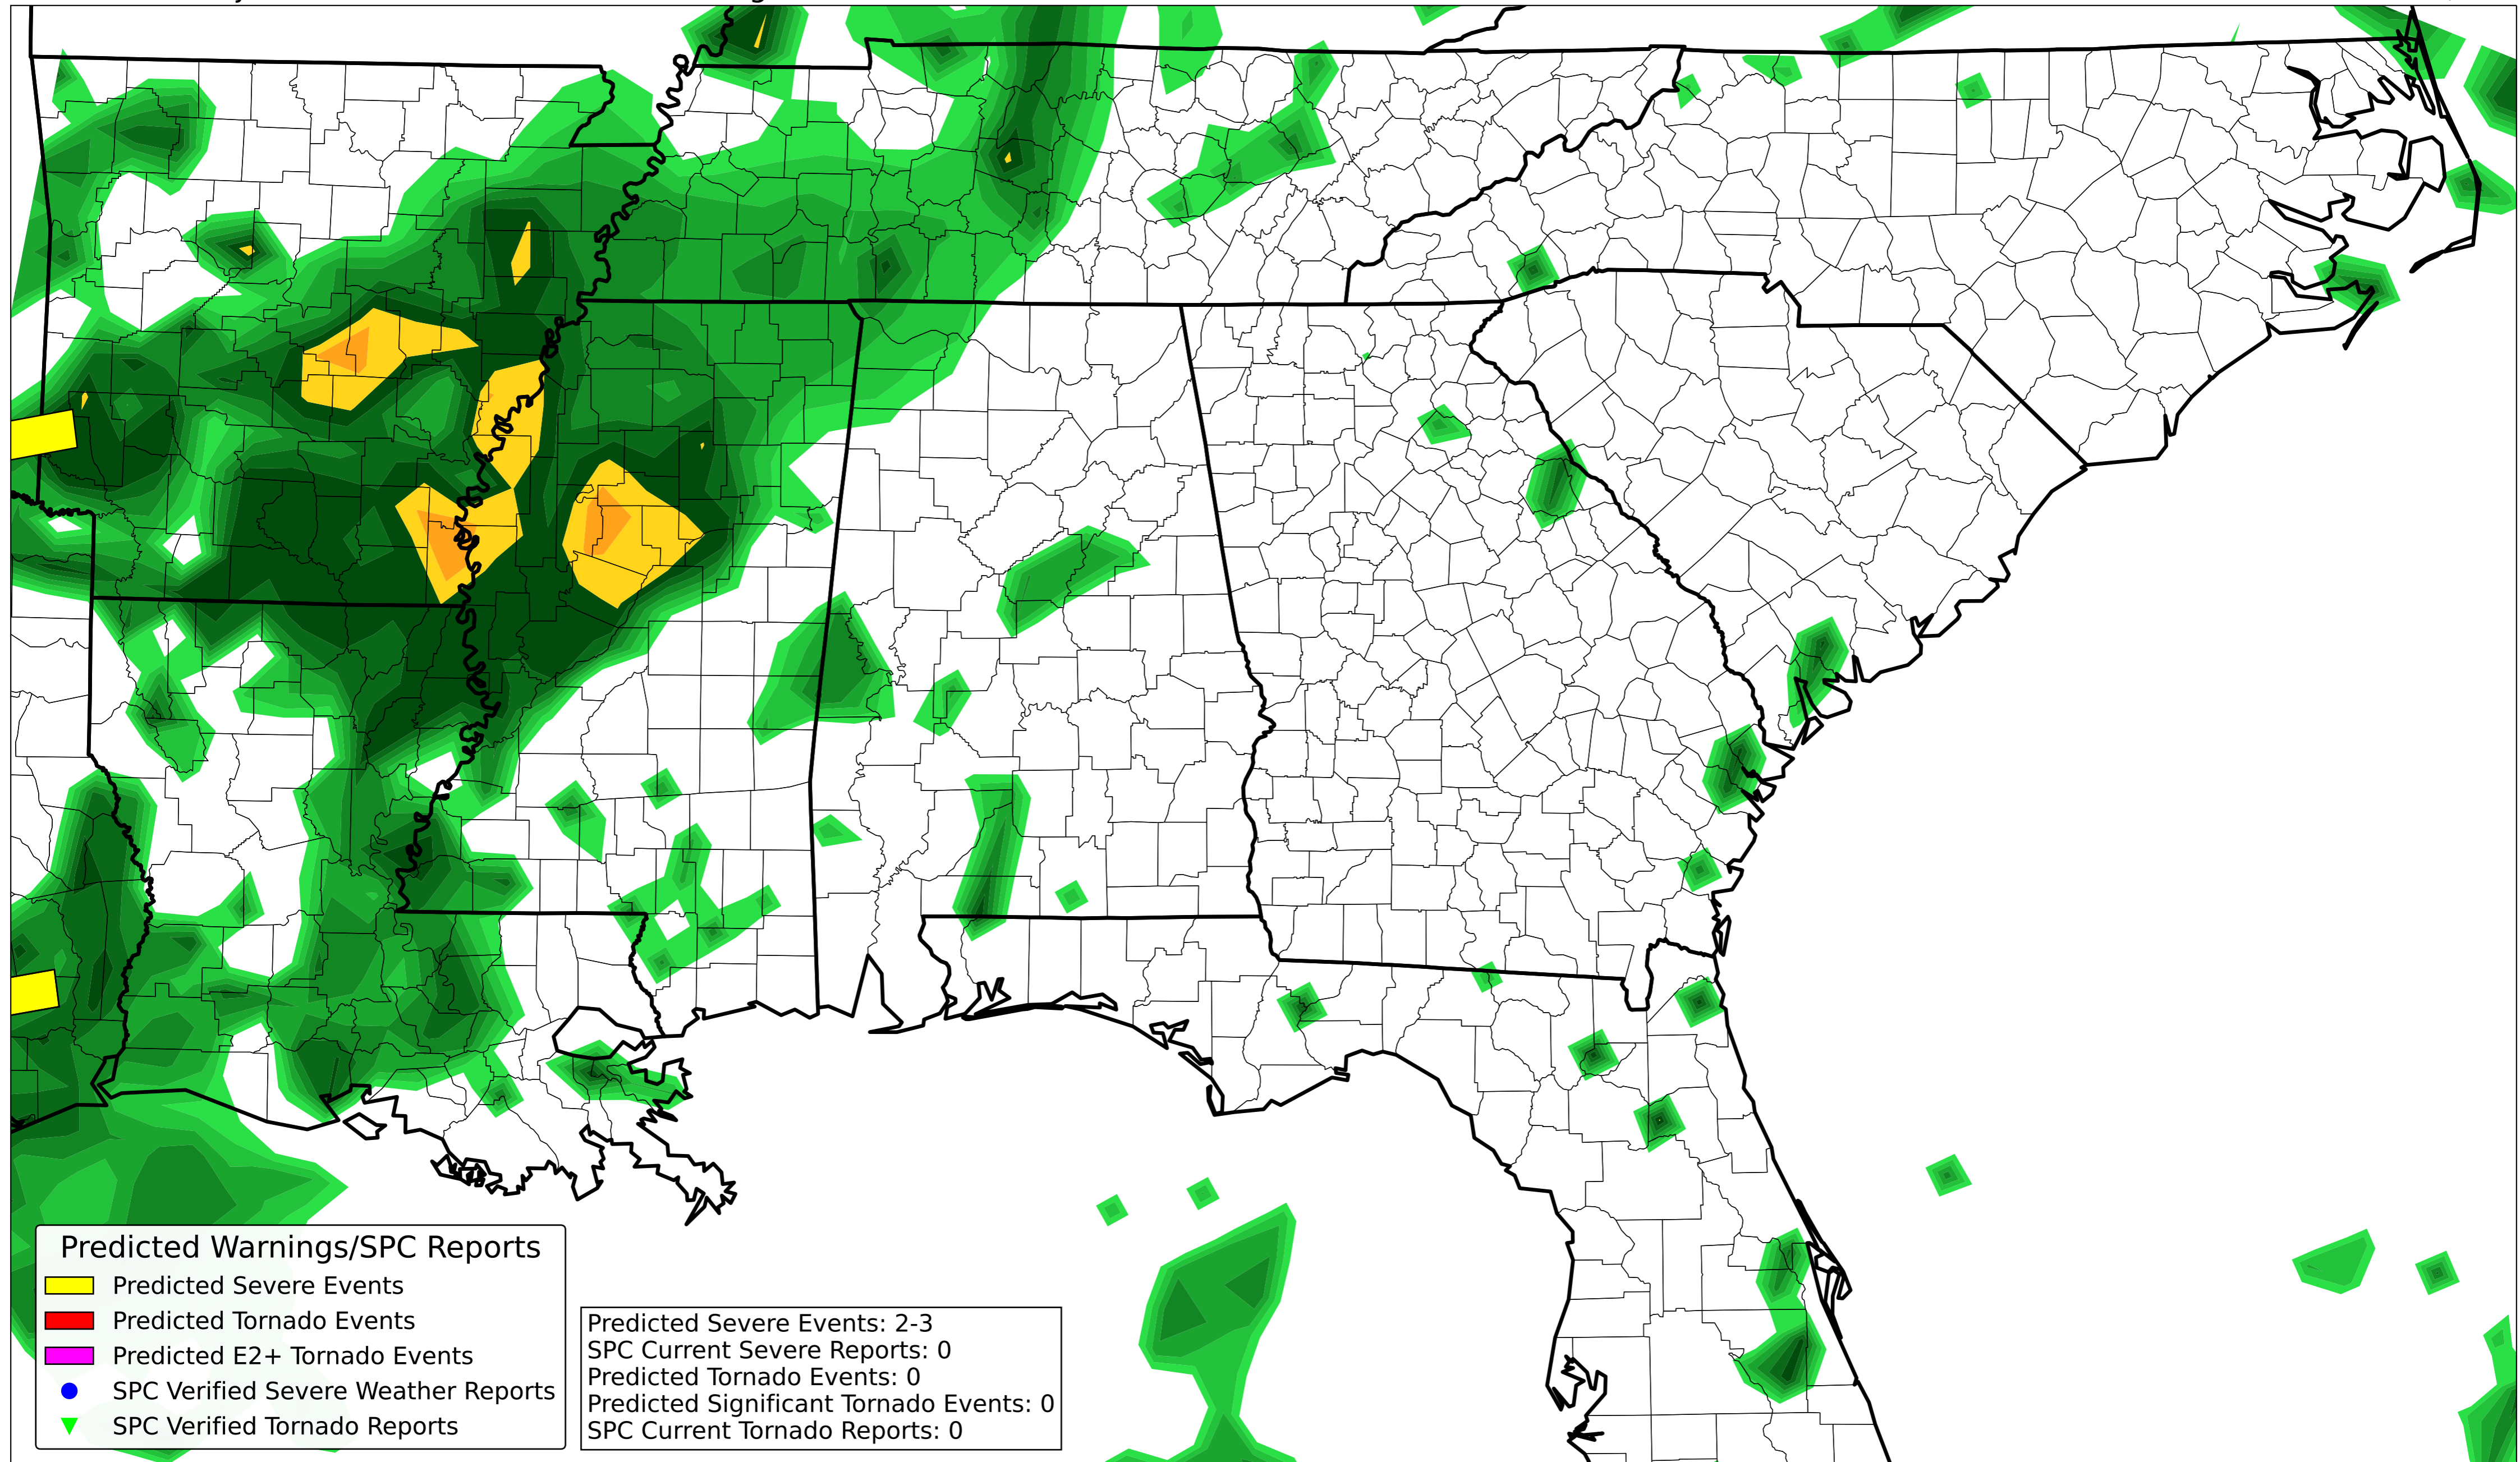 Predicted Warnings/SPC Reports
Predicted Severe Events
Predicted Tornado Events
Predicted E2+ Tornado Events
SPC Verified Severe Weather Reports
SPC Verified Tornado Reports
Predicted Severe Events: 2-3
SPC Current Severe Reports: 0
Predicted Tornado Events: 0
Predicted Significant Tornado Events: 0
SPC Current Tornado Reports: 0